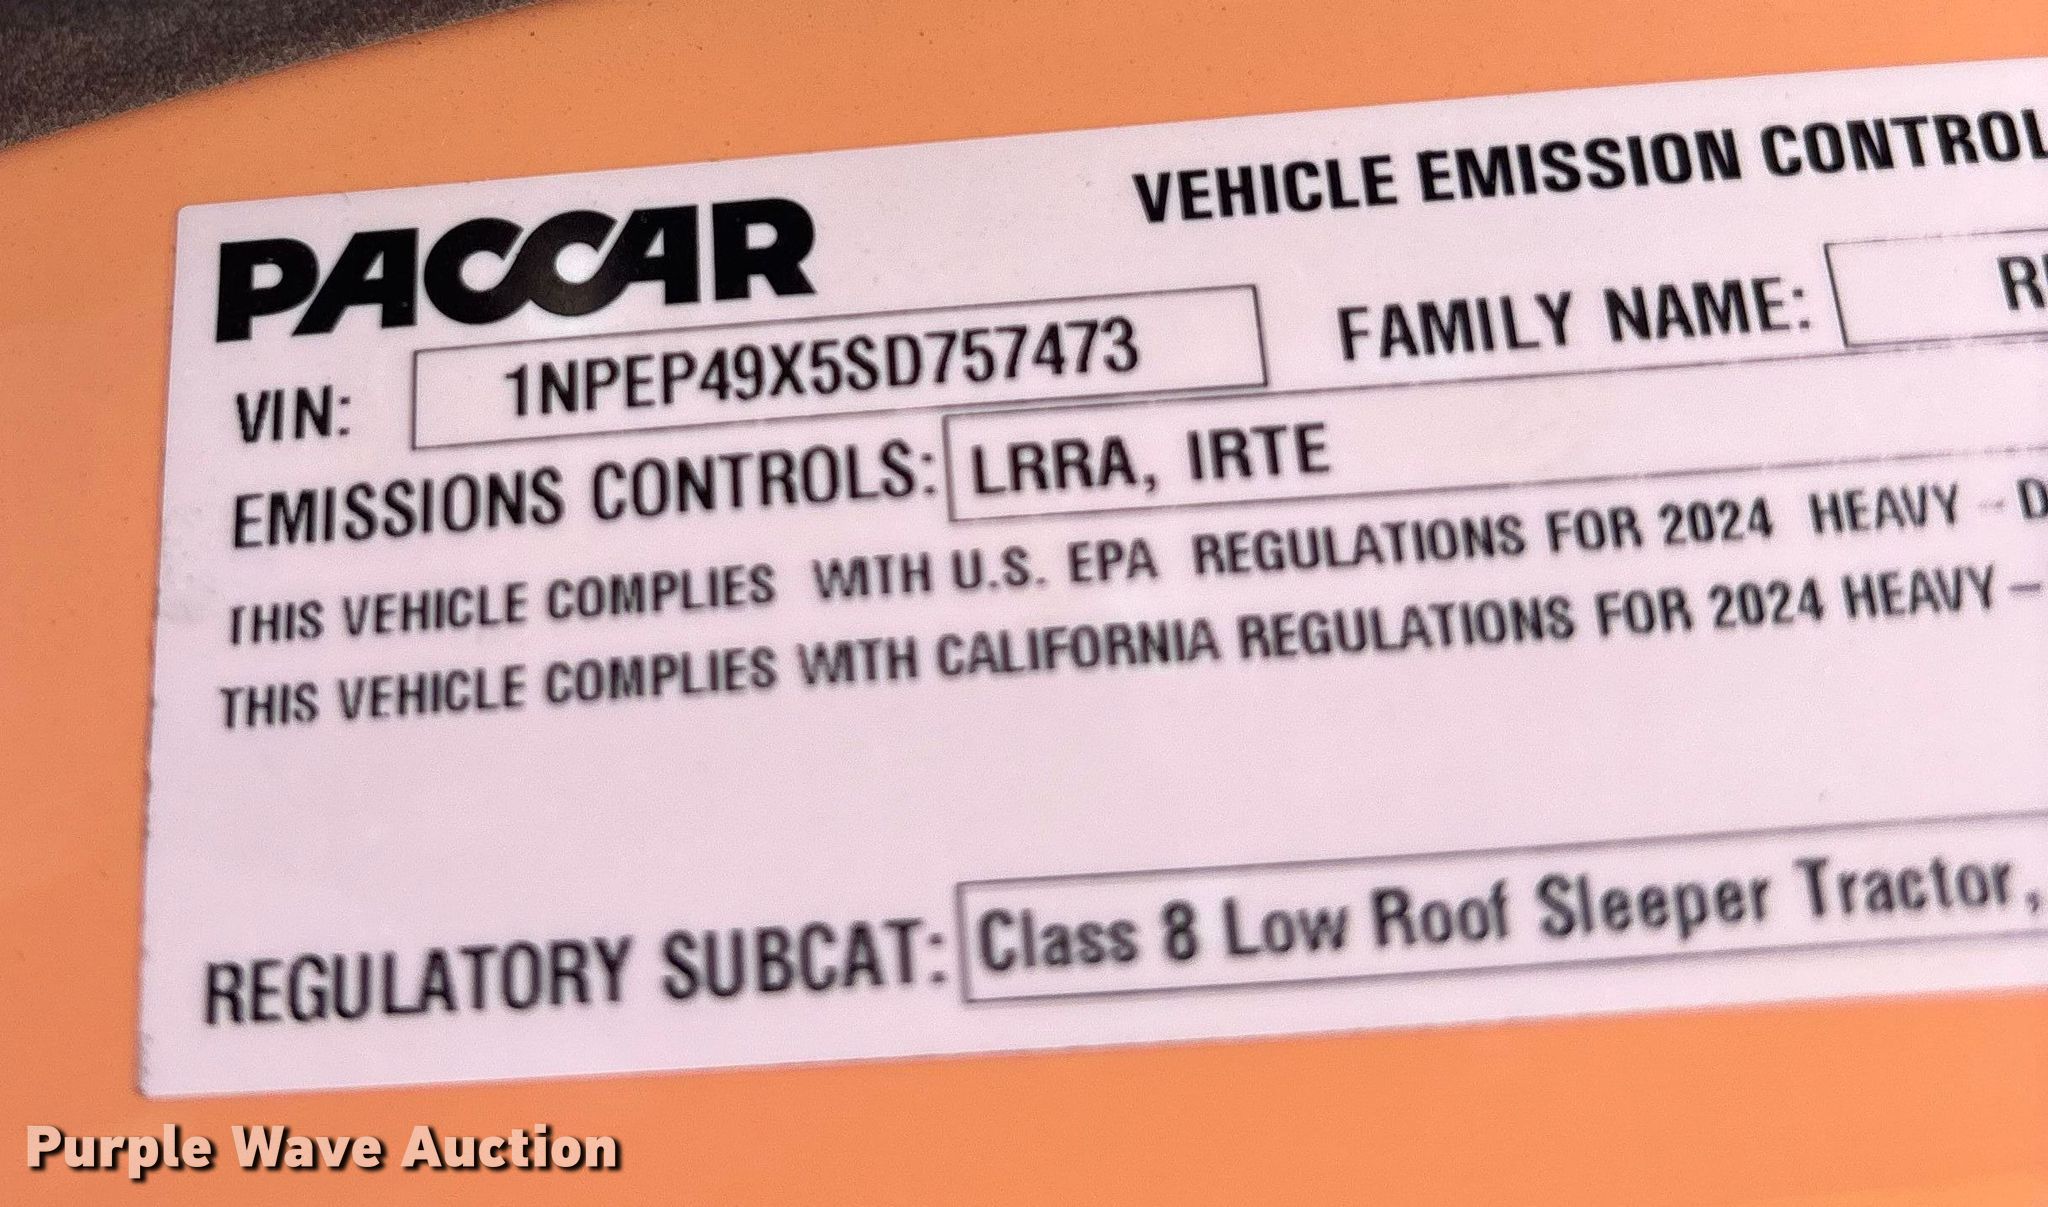 PACCAR
VEHICLE EMISSION CONTROL
VIN: 1NPEP49X5SD757473 FAMILY NAME:
EMISSIONS CONTROLS: LRRA, IRTE
THIS VEHICLE COMPLIES WITH U.S. EPA REGULATIONS FOR 2024 HEAVY - D
THIS VEHICLE COMPLIES WITH CALIFORNIA REGULATIONS FOR 2024 HEAVY -
REGULATORY SUBCAT: Class 8 Low Roof Sleeper Tractor,
Purple Wave Auction